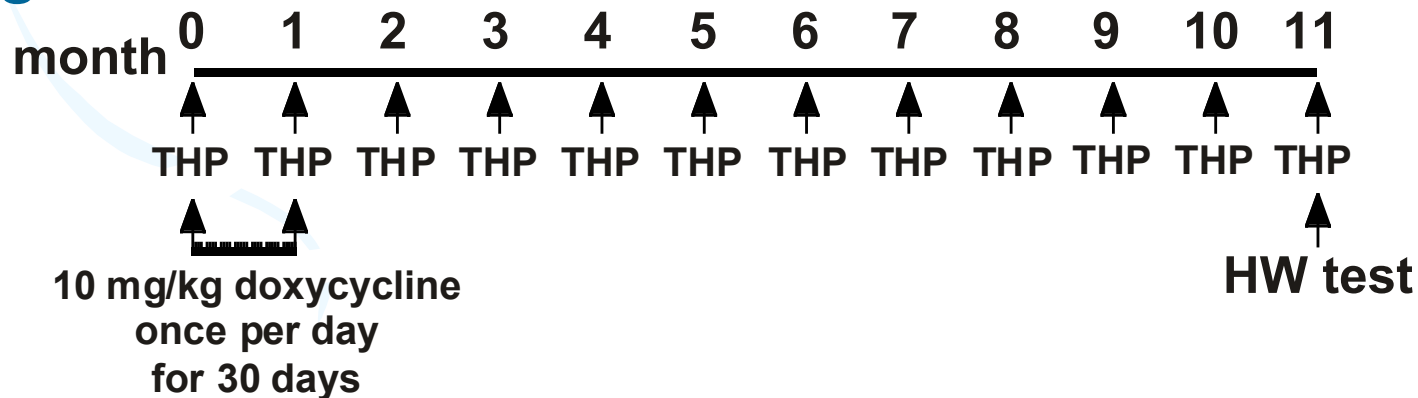 month 0 1 2 3 4 5 6 7 8 9 10 11
THP THP THP THP THP THP THP THP THP THP THP THP
HW test
10 mg/kg doxycycline
once per day
for 30 days